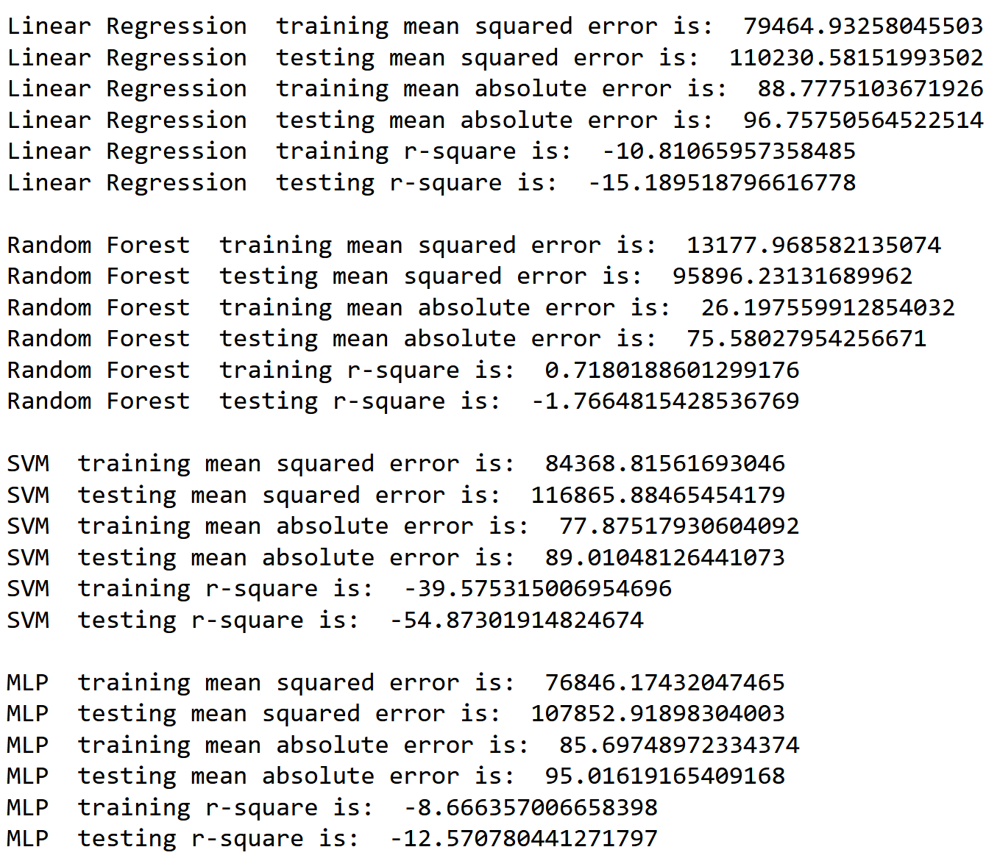 Linear Regression  training mean squared error is:  79464.93258045503
Linear Regression  testing mean squared error is:  110230.58151993502
Linear Regression  training mean absolute error is:  88.7775103671926
Linear Regression  testing mean absolute error is:  96.75750564522514
Linear Regression  training r-square is:  -10.81065957358485
Linear Regression  testing r-square is:  -15.189518796616778
Random Forest  training mean squared error is:  13177.968582135074
Random Forest  testing mean squared error is:  95896.23131689962
Random Forest  training mean absolute error is:  26.197559912854032
Random Forest  testing mean absolute error is:  75.58027954256671
Random Forest  training r-square is:  0.7180188601299176
Random Forest  testing r-square is:  -1.7664815428536769
SVM  training mean squared error is:  84368.81561693046
SVM  testing mean squared error is:  116865.88465454179
SVM  training mean absolute error is:  77.87517930604092
SVM  testing mean absolute error is:  89.01048126441073
SVM  training r-square is:  -39.575315006954696
SVM  testing r-square is:  -54.87301914824674
MLP  training mean squared error is:  76846.17432047465
MLP  testing mean squared error is:  107852.91898304003
MLP  training mean absolute error is:  85.69748972334374
MLP  testing mean absolute error is:  95.01619165409168
MLP  training r-square is:  -8.666357006658398
MLP  testing r-square is:  -12.570780441271797